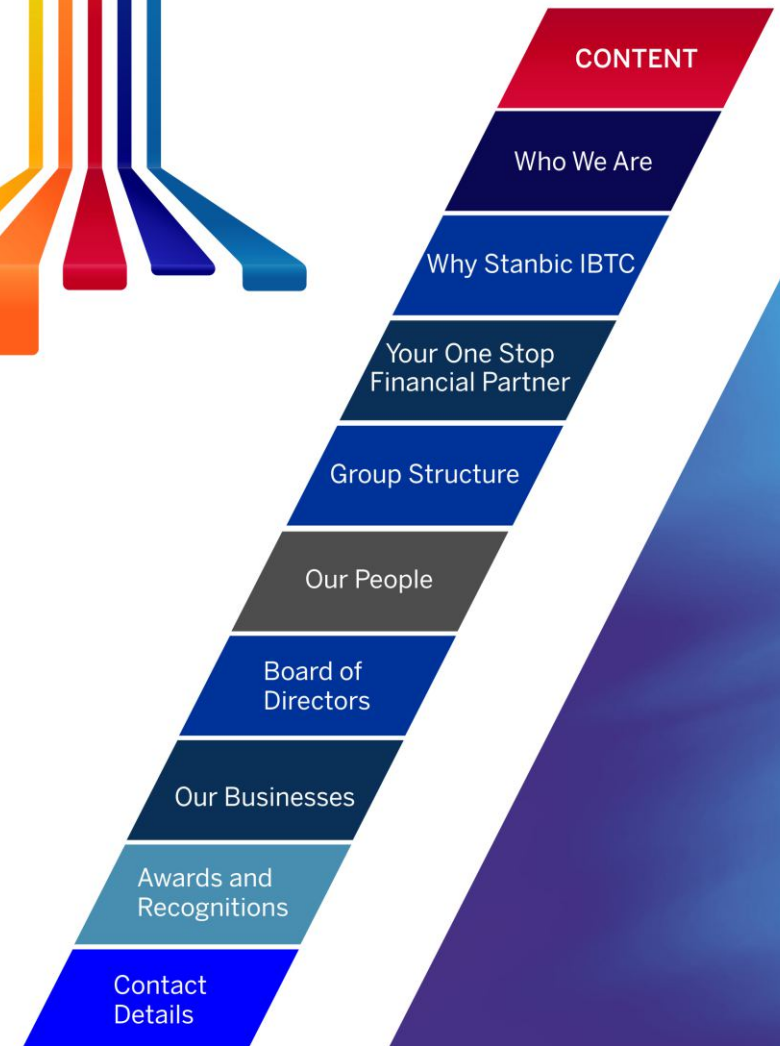 CONTENT
Who We Are
Why Stanbic IBTC
Your One Stop
Financial Partner
Group Structure
Our People
Board of
Directors
Our Businesses
Awards and
Recognitions
Contact
Details